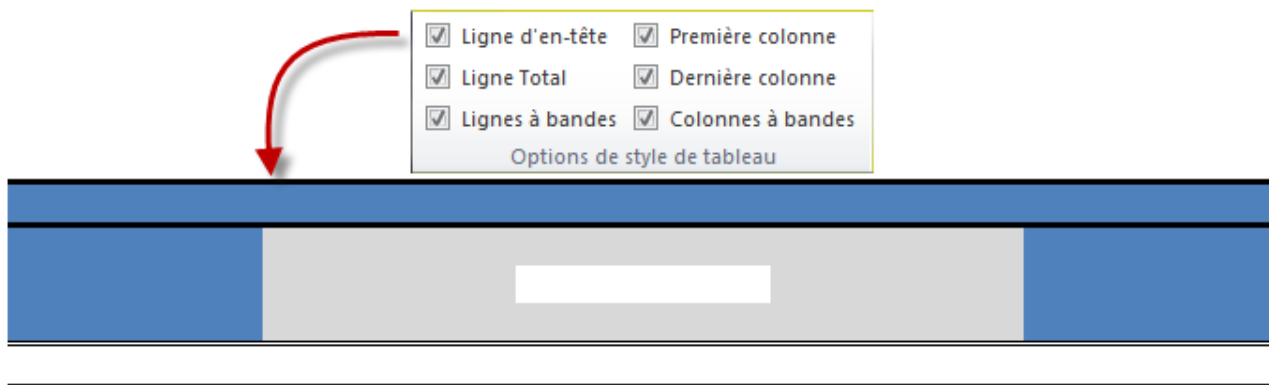 Ligne d'en-tête Première colonne
Ligne Total Dernière colonne
Lignes à bandes Colonnes à bandes
Options de style de tableau